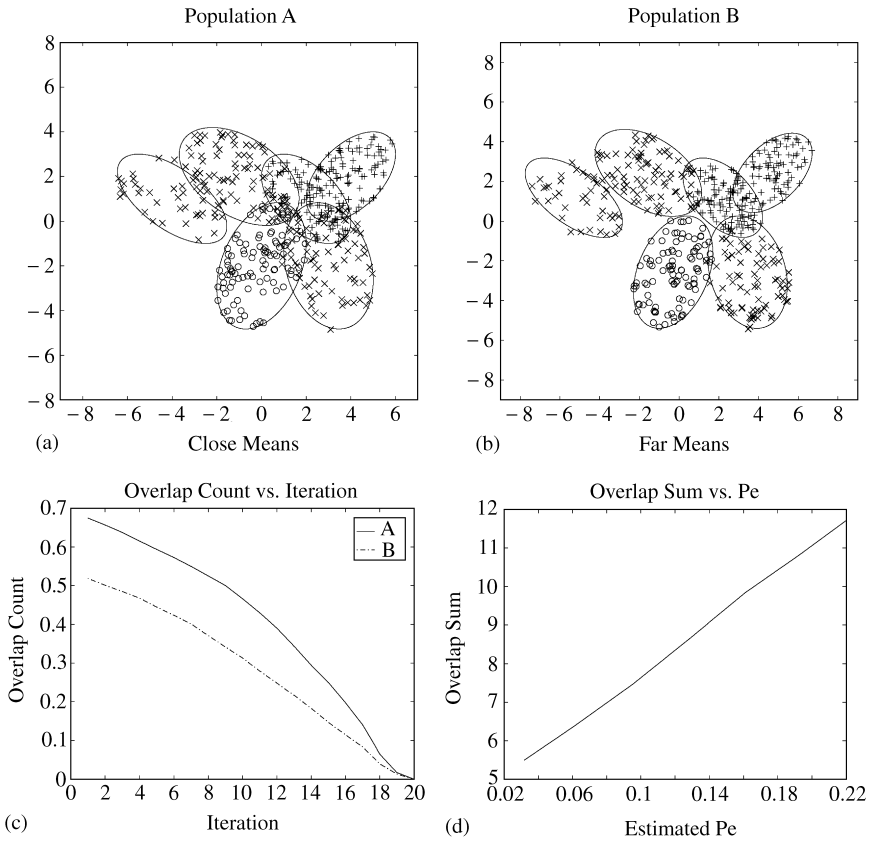 Population A
8
6
4
2
0
− 2
− 4
− 6
− 8
− 8 − 6 − 4 − 2 0 2 4 6
(a) Close Means
Population B
8
6
4
2
0
− 2
− 4
− 6
− 8
− 8 − 6 − 4 − 2 0 2 4 6 8
(b) Far Means
Overlap Count vs. Iteration
Overlap Count
0.7
0.6
0.5
0.4
0.3
0.2
0.1
0
A
B
0 2 4 6 8 10 12 14 16 18 20
(c) Iteration
Overlap Sum vs. Pe
Overlap Sum
12
11
10
9
8
7
6
5
0.02 0.06 0.1 0.14 0.18 0.22
(d) Estimated Pe